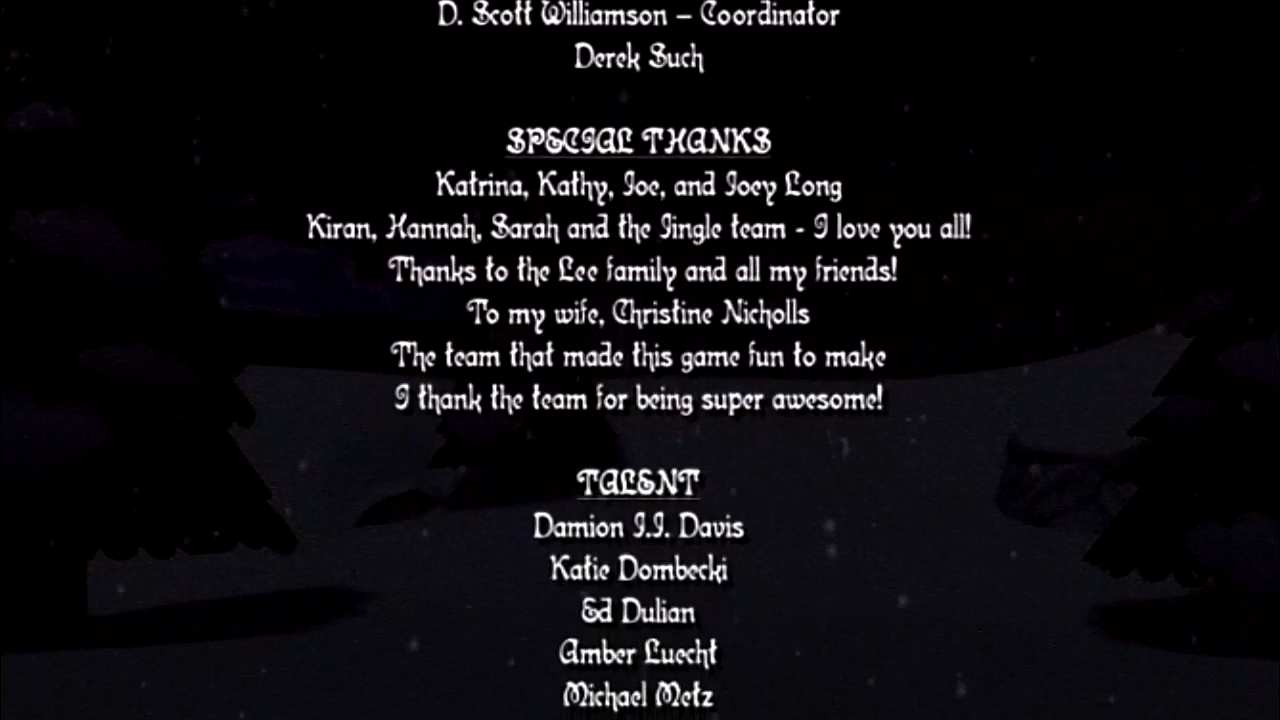 D. Scott Williamson – Coordinator
Derek Such
SPECIAL THANKS
Katrina, Kathy, Joe, and Joey Long
Kiran, Hannah, Sarah and the Jingle team - I love you all!
Thanks to the Lee family and all my friends!
To my wife, Christine Nicholls
The team that made this game fun to make
I thank the team for being super awesome!
TALENT
Damion J.J. Davis
Katie Dombecki
Ed Dulian
Amber Luecht
Michael Metz